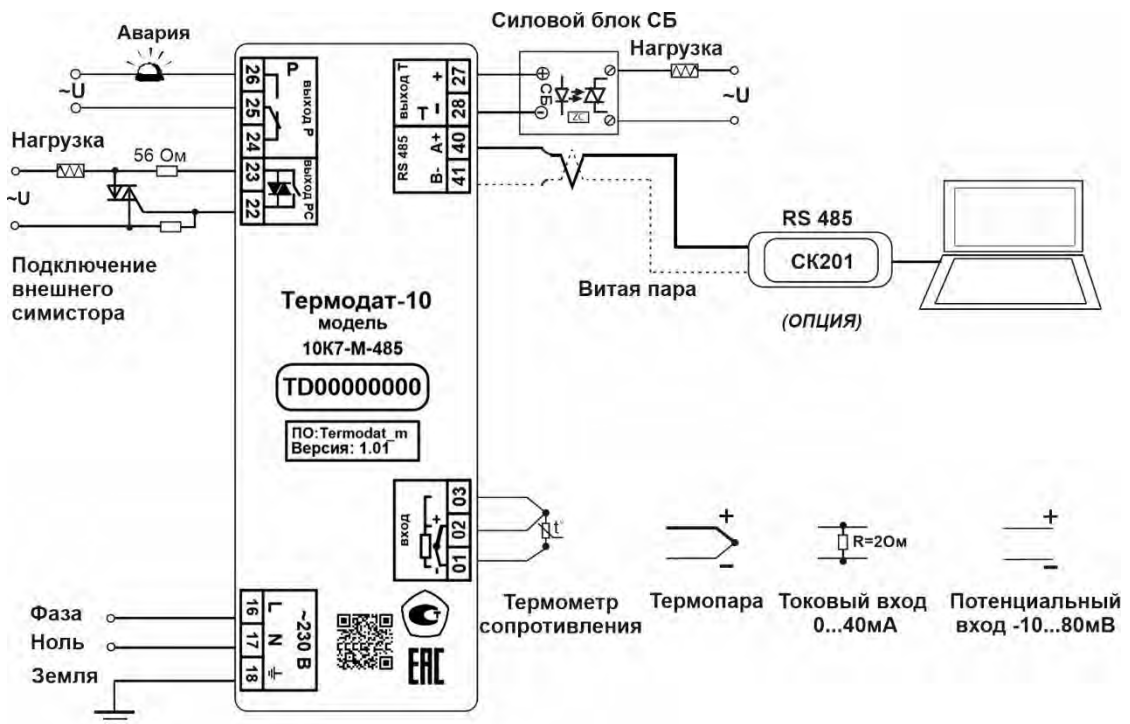 Силовой блок СБ
Авария
Нагрузка
~U
26
25
24
23
22
P
выход P
выход PC
выход T
T
+
−
27
28
RS 485
A+
B-
40
41
СБ
ZC
~U
Нагрузка
56 Ом
~U
Подключение
внешнего
симистора
RS 485
СК201
(ОПЦИЯ)
Витая пара
Термодат-10
модель
10К7-М-485
TD00000000
ПО:Termodat_m
Версия: 1.01
вход
+
-
03
02
01
t°
Термометр
сопротивления
+
−
Термопара
R=2Ом
Токовый вход
0...40мА
+
−
Потенциальный
вход -10...80мВ
Фаза
Ноль
Земля
16
17
18
L
N
~230 В
ЕАС